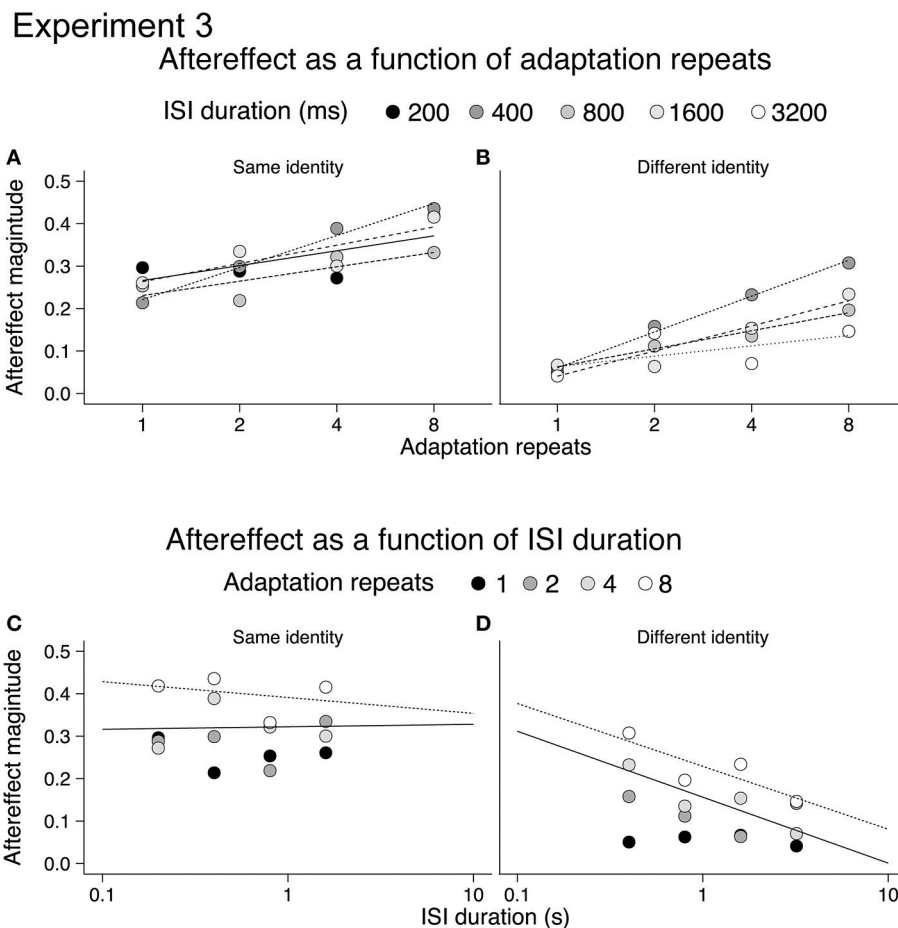 Experiment 3
Aftereffect as a function of adaptation repeats
ISI duration (ms) 200 400 800 1600 3200
A Same identity B Different identity
Aftereffect magintude
0.5
0.4
0.3
0.2
0.1
0.0
1 2 4 8 1 2 4 8
Adaptation repeats
Aftereffect as a function of ISI duration
Adaptation repeats 1 2 4 8
C Same identity D Different identity
Aftereffect magintude
0.5
0.4
0.3
0.2
0.1
0.0
0.1 1 10 0.1 1 10
ISI duration (s)